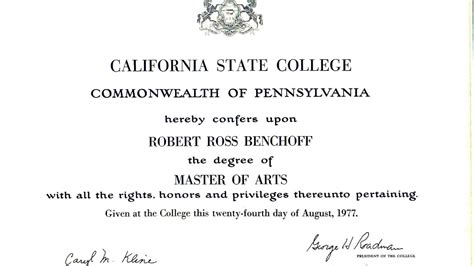 CALIFORNIA STATE COLLEGE
COMMONWEALTH OF PENNSYLVANIA
hereby confers upon
ROBERT ROSS BENCHOFF
the degree of
MASTER OF ARTS
with all the rights, honors and privileges thereunto pertaining.
Given at the College this twenty-fourth day of August, 1977.
Caryl M. Kline
George H Roadman
PRESIDENT OF THE COLLEGE